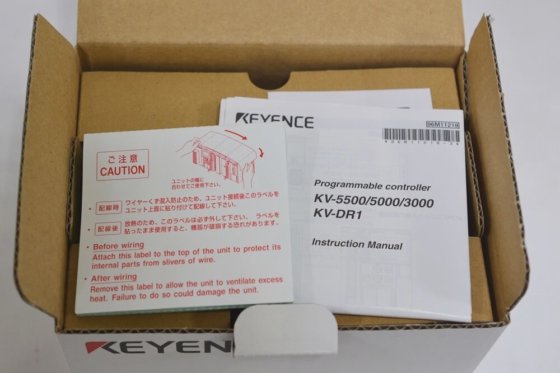 ご注意
CAUTION
ユニットの幅に
合わせてご使用下さい。
配線時
ワイヤーくず混入防止のため、ユニット接続後このラベルを
ユニット上面に貼り付けて配線して下さい。
配線後
放熱のため、このラベルは必ず外して下さい。 ラベルを
貼ったまま使用すると、機器が破損する恐れがあります。
• Before wiring
Attach this label to the top of the unit to protect its
internal parts from slivers of wire.
• After wiring
Remove this label to allow the unit to ventilate excess
heat. Failure to do so could damage the unit.
KEYENCE
96M11218
Programmable controller
KV-5500/5000/3000
KV-DR1
Instruction Manual
KEYENCE